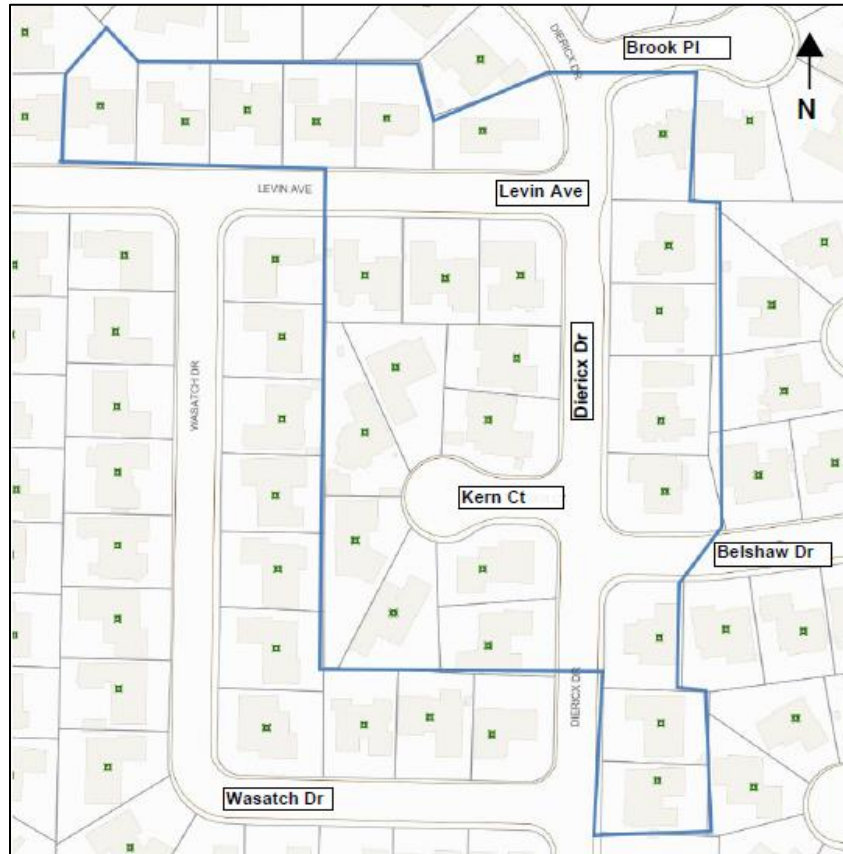 DIERICX DR
Brook Pl
N
LEVIN AVE
Levin Ave
WASATCH DR
Diericx Dr
Kern Ct
Belshaw Dr
DIERICX DR
Wasatch Dr